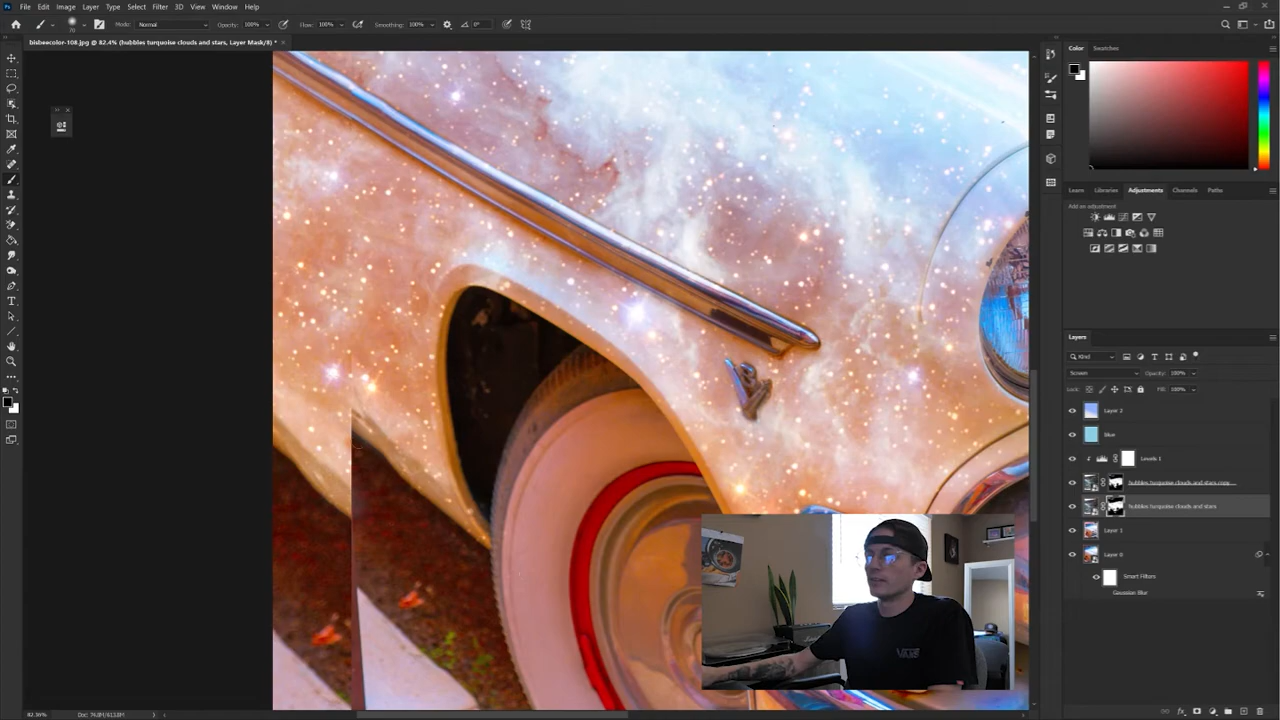 File Edit Image Layer Type Select Filter 3D View Window Help
Mode: Normal Opacity: 100% Flow: 100% Smoothing: 100% 0°
bisbeecolor-108.jpg @ 82.4% (hubbles turquoise clouds and stars, Layer Mask/8) *
Color Swatches
Learn Libraries Adjustments Channels Paths
Add an adjustment
Layers
Kind
Screen Opacity: 100%
Lock: Fill: 100%
Layer 2
blue
Levels 1
hubbles turquoise clouds and stars copy ...
hubbles turquoise clouds and stars
Layer 1
Layer 0
Smart Filters
Gaussian Blur
VANS